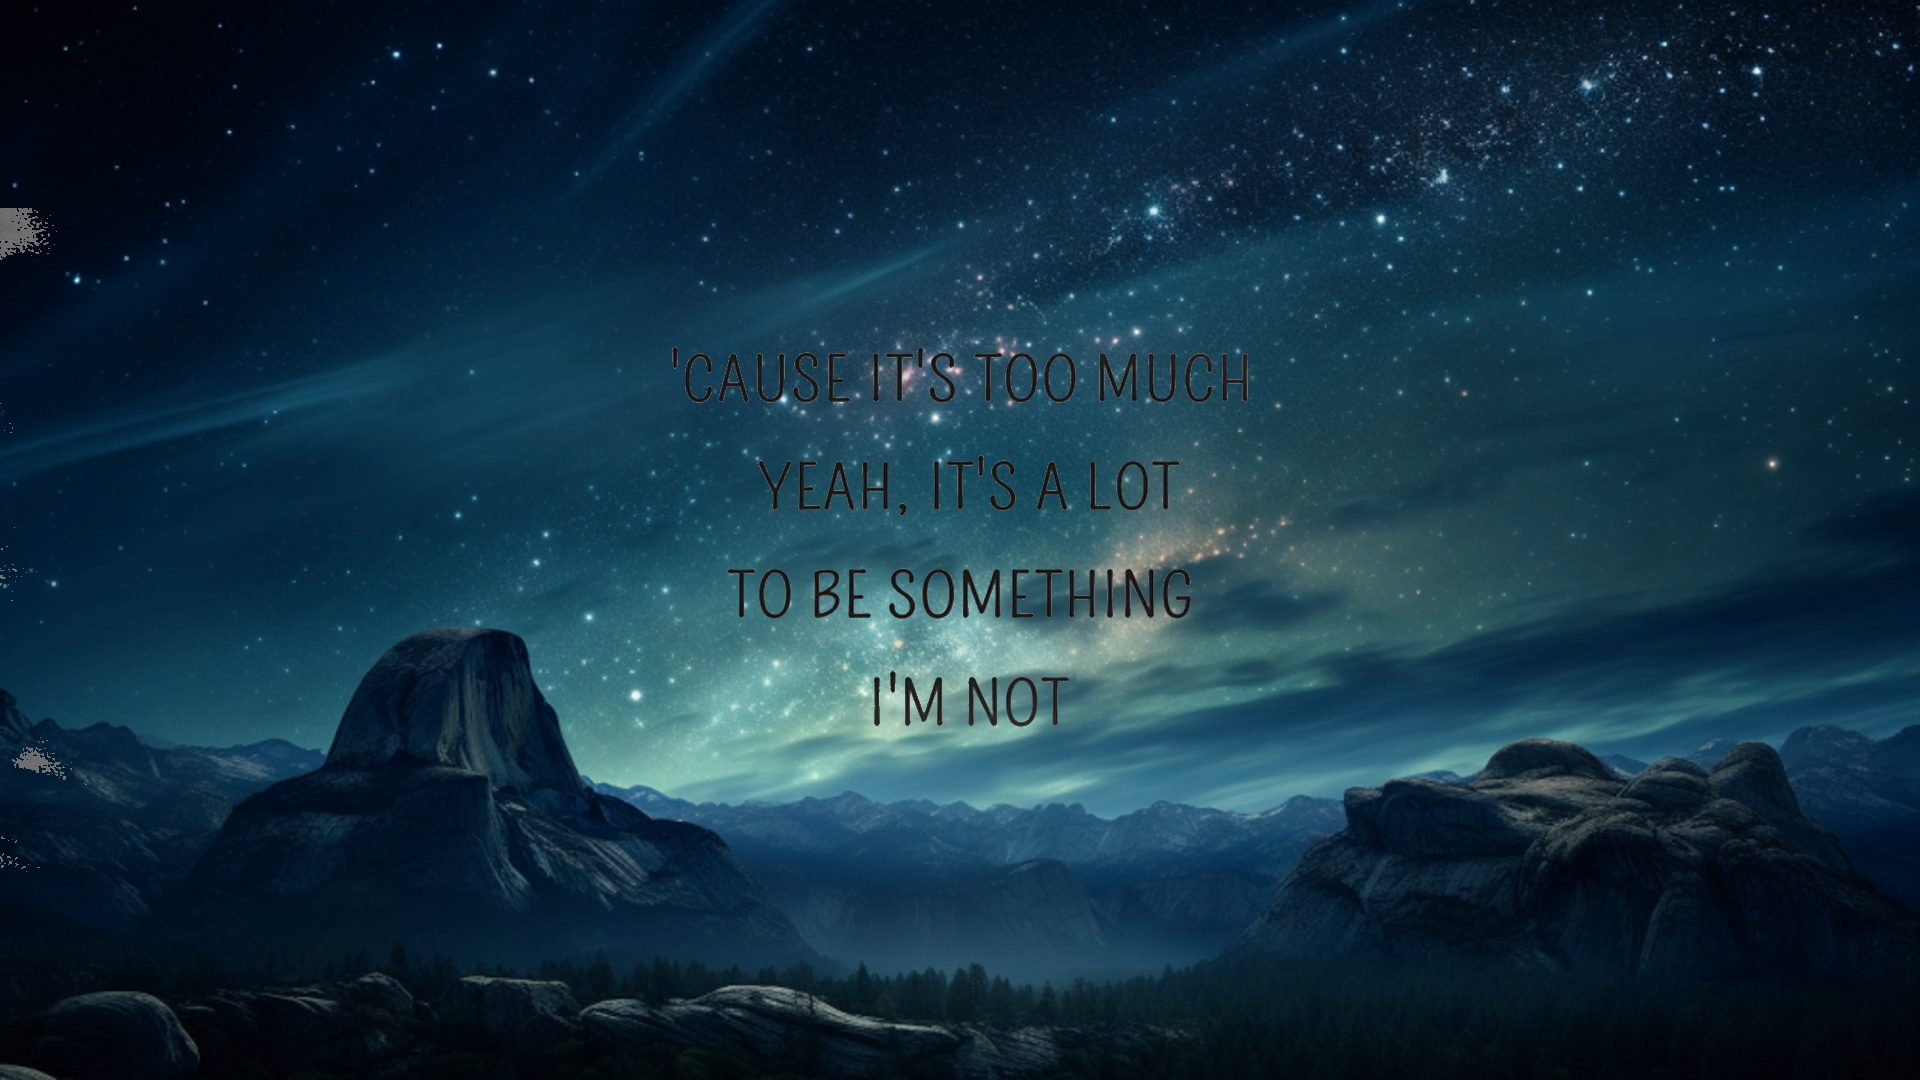 'CAUSE IT'S TOO MUCH
YEAH, IT'S A LOT
TO BE SOMETHING
I'M NOT